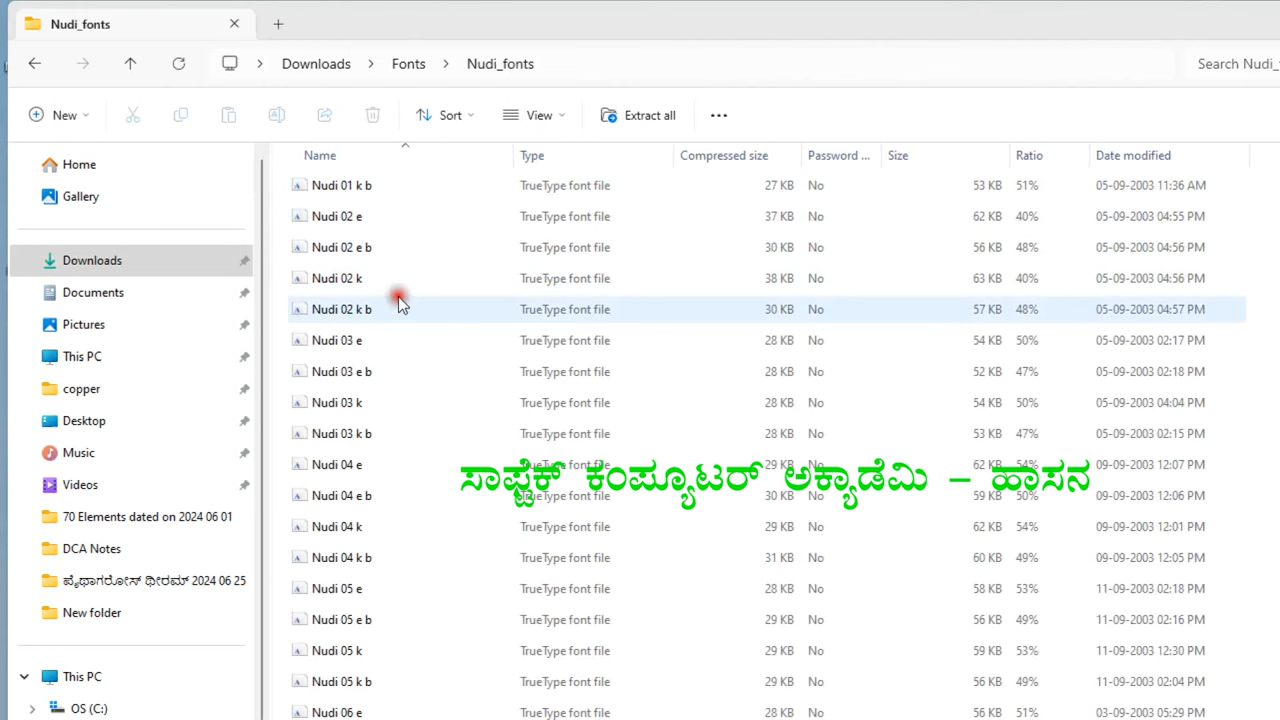 Nudi_fonts
Downloads > Fonts > Nudi_fonts Search Nudi_
New Sort View Extract all ...
Name Type Compressed size Password ... Size Ratio Date modified
Home
Gallery
Downloads
Documents
Pictures
This PC
copper
Desktop
Music
Videos
70 Elements dated on 2024 06 01
DCA Notes
ಪೈಥಾಗರೋಸ್ ಥೀರಮ್ 2024 06 25
New folder
This PC
OS (C:)
Nudi 01 k b TrueType font file 27 KB No 53 KB 51% 05-09-2003 11:36 AM
Nudi 02 e TrueType font file 37 KB No 62 KB 40% 05-09-2003 04:55 PM
Nudi 02 e b TrueType font file 30 KB No 56 KB 48% 05-09-2003 04:56 PM
Nudi 02 k TrueType font file 38 KB No 63 KB 40% 05-09-2003 04:56 PM
Nudi 02 k b TrueType font file 30 KB No 57 KB 48% 05-09-2003 04:57 PM
Nudi 03 e TrueType font file 28 KB No 54 KB 50% 05-09-2003 02:17 PM
Nudi 03 e b TrueType font file 28 KB No 52 KB 47% 05-09-2003 02:18 PM
Nudi 03 k TrueType font file 28 KB No 54 KB 50% 05-09-2003 04:04 PM
Nudi 03 k b TrueType font file 28 KB No 53 KB 47% 05-09-2003 02:15 PM
Nudi 04 e TrueType font file 29 KB No 62 KB 54% 09-09-2003 12:07 PM
ಸಾಫ್ಟೆಕ್ ಕಂಪ್ಯೂಟರ್ ಅಕ್ಯಾಡೆಮಿ – ಹಾಸನ
Nudi 04 e b TrueType font file 30 KB No 59 KB 50% 09-09-2003 12:06 PM
Nudi 04 k TrueType font file 29 KB No 62 KB 54% 09-09-2003 12:01 PM
Nudi 04 k b TrueType font file 31 KB No 60 KB 49% 09-09-2003 12:05 PM
Nudi 05 e TrueType font file 28 KB No 58 KB 53% 11-09-2003 02:18 PM
Nudi 05 e b TrueType font file 29 KB No 56 KB 49% 11-09-2003 02:16 PM
Nudi 05 k TrueType font file 29 KB No 59 KB 53% 11-09-2003 12:30 PM
Nudi 05 k b TrueType font file 29 KB No 56 KB 49% 11-09-2003 02:04 PM
Nudi 06 e TrueType font file 28 KB No 56 KB 51% 03-09-2003 05:29 PM